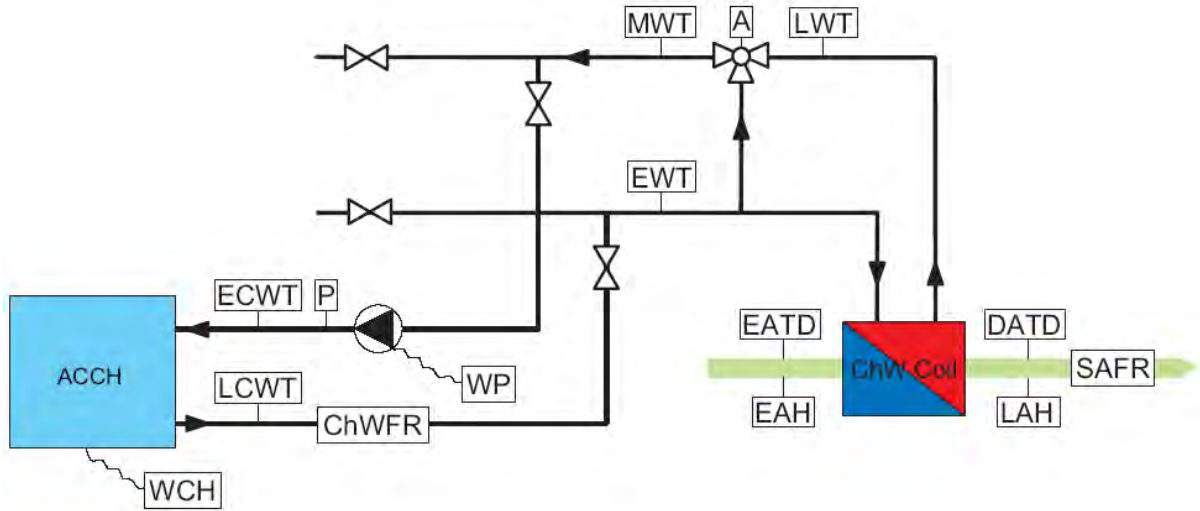 MWT A LWT
EWT
ECWT P
EATD DATD
ACCH
ChW Coil
SAFR
LCWT
WP
EAH LAH
ChWFR
WCH